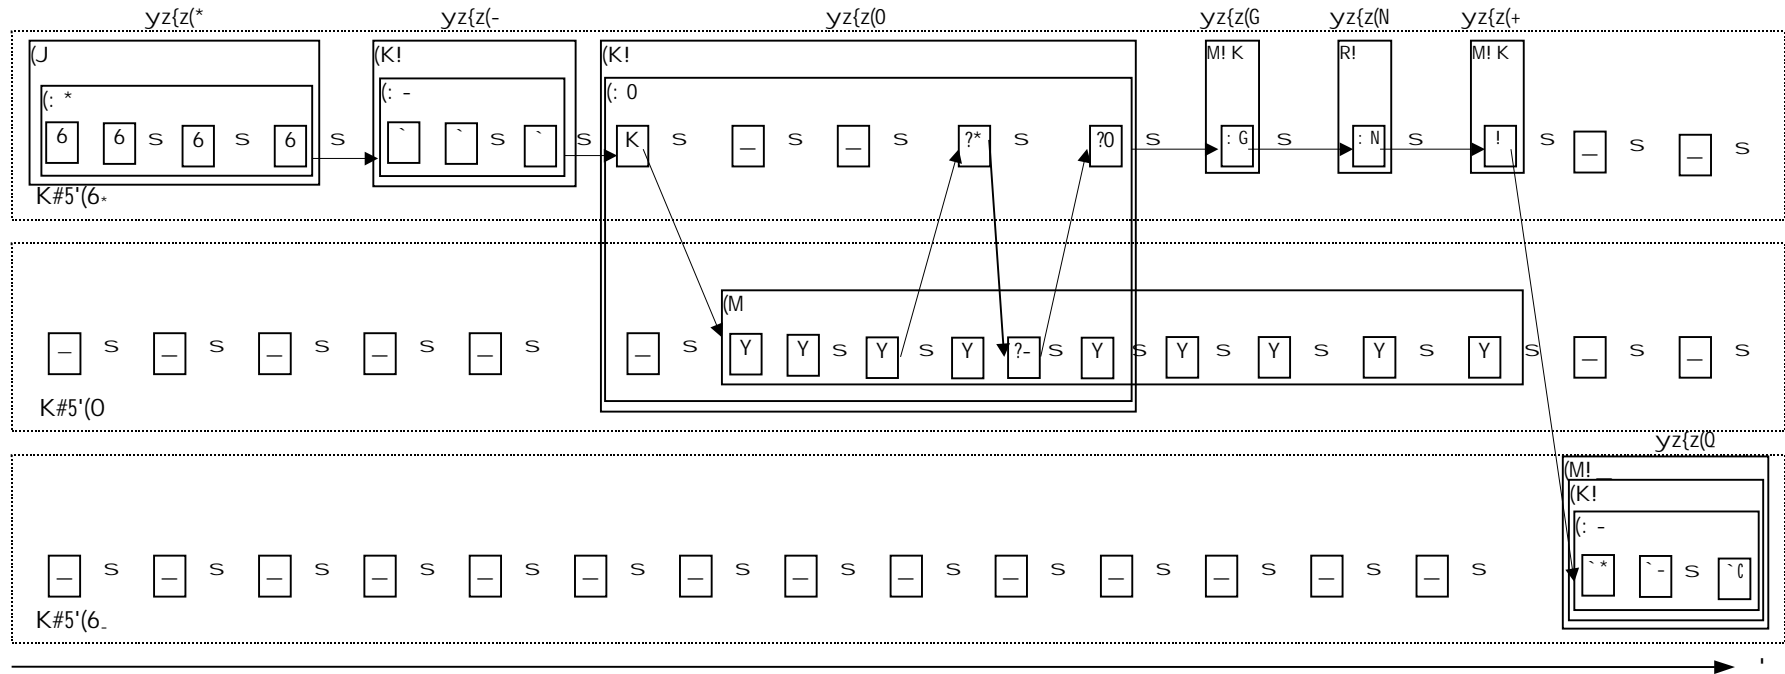 yz{z(* yz{z(- yz{z(0 yz{z(G yz{z(N yz{z(+
(J (K! (K! M! K R! M! K
(: * (: - (: 0
6 6 s 6 s 6 s ` ` s ` s K s _ s _ s ?* s ?0 s : G s : N s ! s _ s _ s
K#5'(6*
(M
_ s _ s _ s _ s _ s _ s Y Y s Y s Y ?- s Y s Y s Y s Y s Y s _ s _ s
K#5'(0
yz{z(Q
(M! _
(K!
(: -
_ s _ s _ s _ s _ s _ s _ s _ s _ s _ s _ s _ s _ s _ s `* `- s `(
K#5'(6-
'